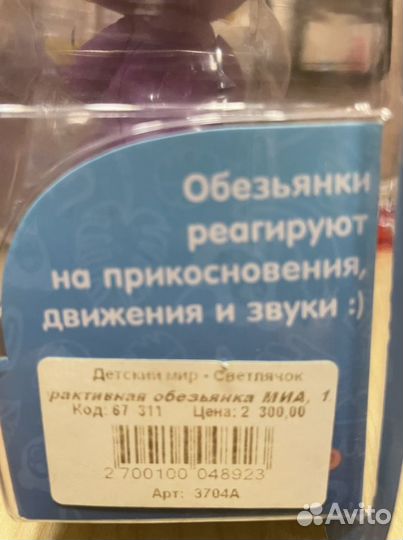 Обезьянки
реагируют
на прикосновения,
движения и звуки :)
Детский мир - Светлячок
рактивная обезьянка МИА, 1
Код: 67 311 Цена: 2 300,00
2 700100 048923
Арт: 3704А
Avito